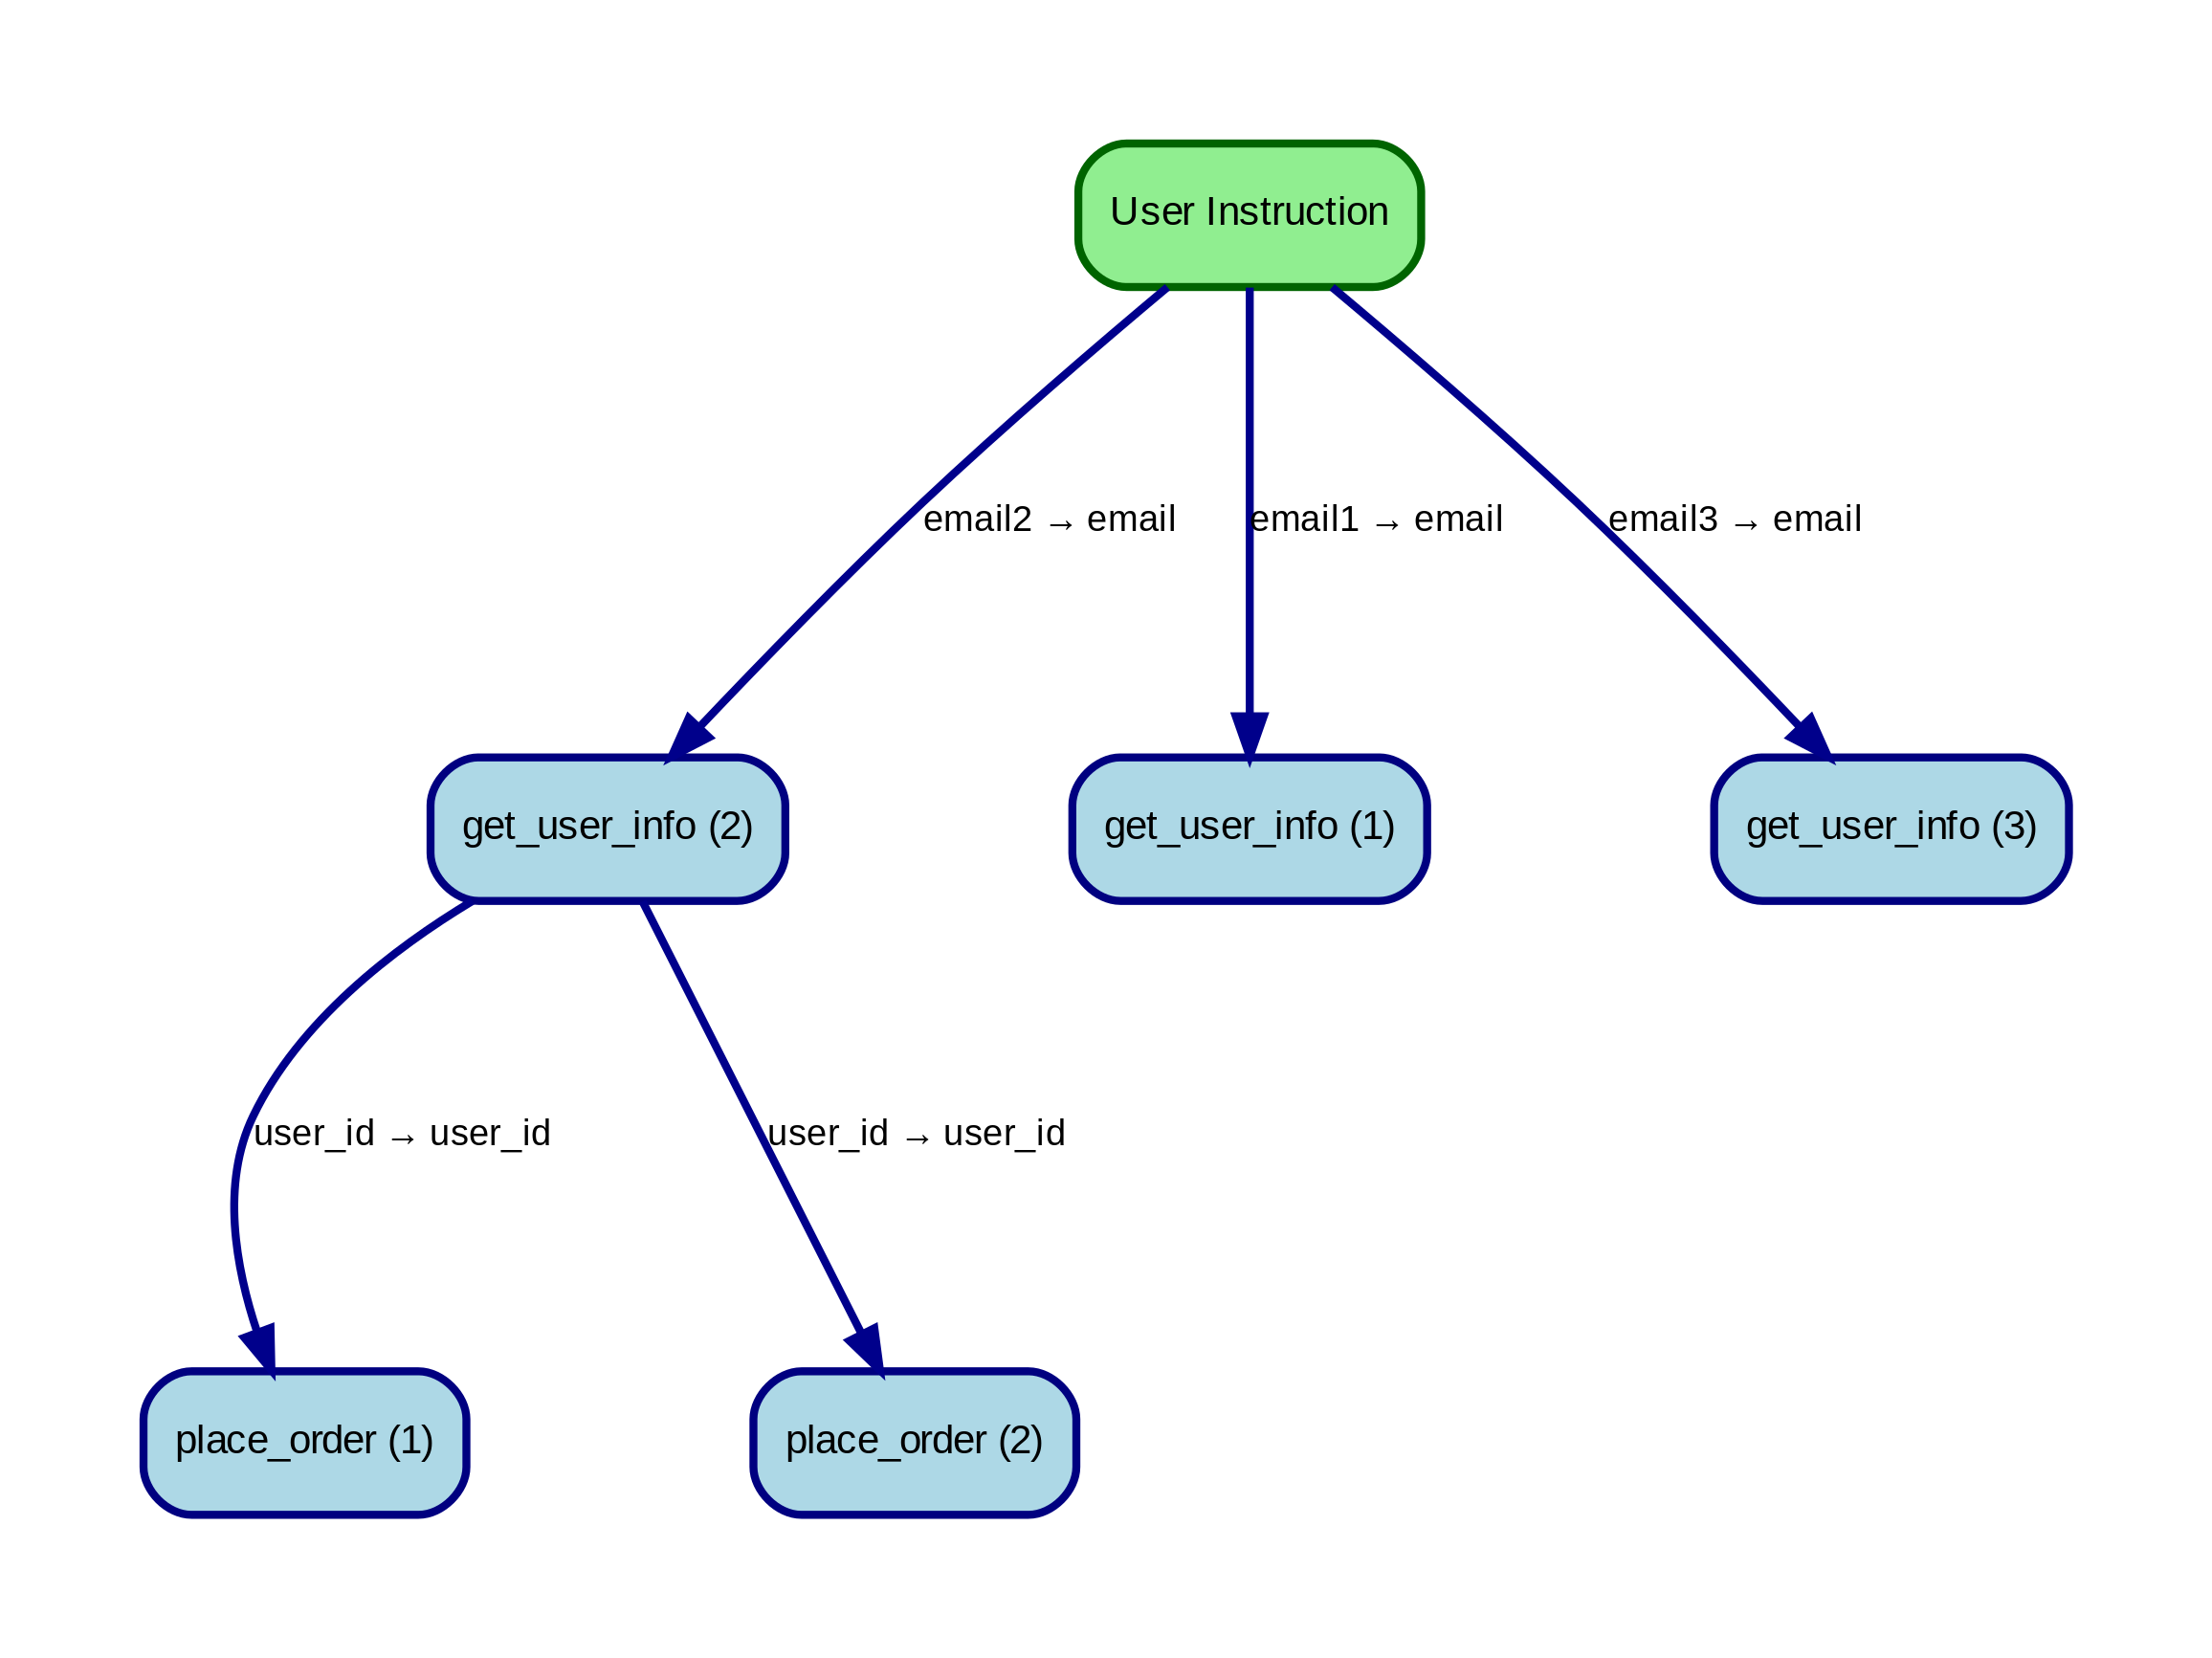 User Instruction
email2 → email
email1 → email
email3 → email
get_user_info (2)
get_user_info (1)
get_user_info (3)
user_id → user_id
user_id → user_id
place_order (1)
place_order (2)